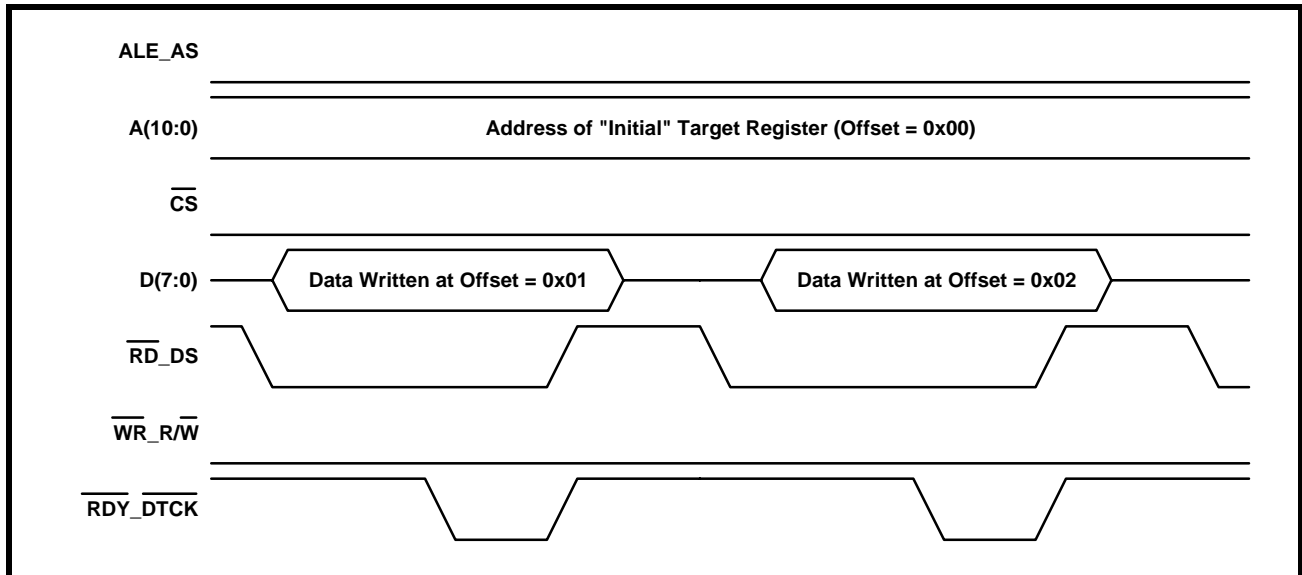 ALE_AS
A(10:0)
Address of "Initial" Target Register (Offset = 0x00)
CS
D(7:0)
Data Written at Offset = 0x01
Data Written at Offset = 0x02
RD_DS
WR_R/W
RDY_DTCK